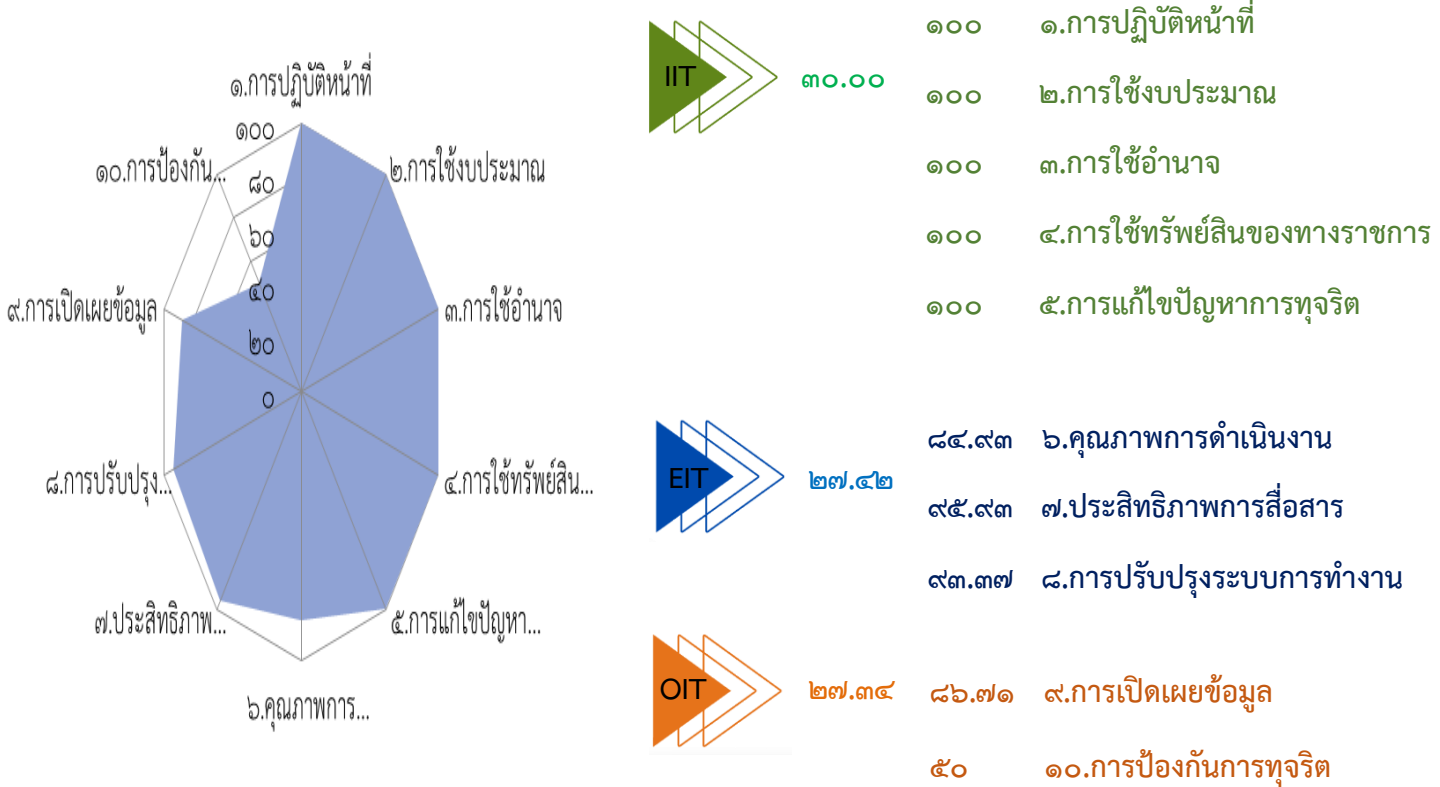 ๑.การปฏิบัติหน้าที่
๑๐๐
๘๐
๖๐
๔๐
๒๐
๐
๒.การใช้งบประมาณ
๓.การใช้อำนาจ
๔.การใช้ทรัพย์สิน...
๕.การแก้ไขปัญหา...
๖.คุณภาพการ...
๗.ประสิทธิภาพ...
๘.การปรับปรุง...
๙.การเปิดเผยข้อมูล
๑๐.การป้องกัน...
IIT ๓๐.๐๐
๑๐๐ ๑.การปฏิบัติหน้าที่
๑๐๐ ๒.การใช้งบประมาณ
๑๐๐ ๓.การใช้อำนาจ
๑๐๐ ๔.การใช้ทรัพย์สินของทางราชการ
๑๐๐ ๕.การแก้ไขปัญหาการทุจริต
EIT ๒๗.๔๒
๘๔.๙๓ ๖.คุณภาพการดำเนินงาน
๙๕.๙๓ ๗.ประสิทธิภาพการสื่อสาร
๙๓.๓๗ ๘.การปรับปรุงระบบการทำงาน
OIT ๒๗.๓๔
๘๖.๗๑ ๙.การเปิดเผยข้อมูล
๕๐ ๑๐.การป้องกันการทุจริต